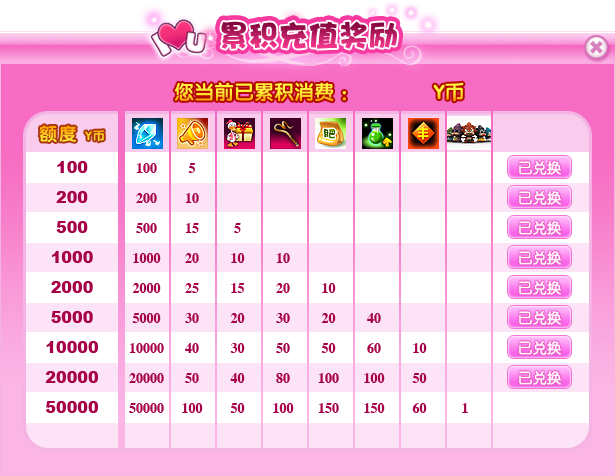 I U 累积充值奖励
您当前已累积消费： Y币
额度 Y币 肥 丰
100 100 5 已兑换
200 200 10 已兑换
500 500 15 5 已兑换
1000 1000 20 10 10 已兑换
2000 2000 25 15 20 10 已兑换
5000 5000 30 20 30 20 40 已兑换
10000 10000 40 30 50 50 60 10 已兑换
20000 20000 50 40 80 100 100 50 已兑换
50000 50000 100 50 100 150 150 60 1